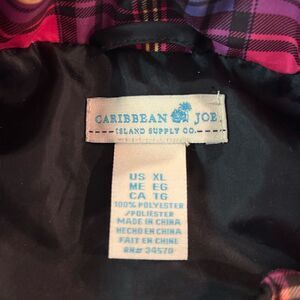 CARIBBEAN JOE
ISLAND SUPPLY CO.
US XL
ME EG
CA TG
100% POLYESTER
/POLIESTER
MADE IN CHINA
HECHO EN CHINA
FAIT EN CHINE
RN# 34570